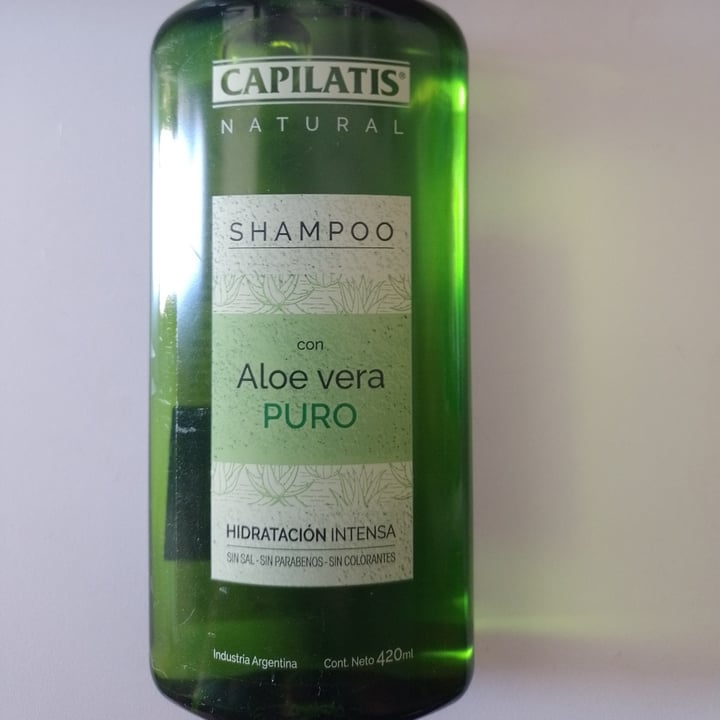 CAPILATIS®
NATURAL
SHAMPOO
con
Aloe vera
PURO
HIDRATACIÓN INTENSA
SIN SAL - SIN PARABENOS - SIN COLORANTES
Industria Argentina Cont. Neto 420ml